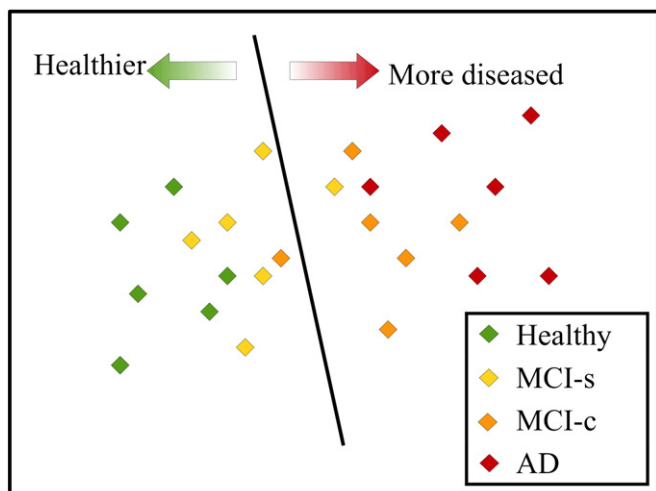 Healthier
More diseased
Healthy
MCI-s
MCI-c
AD